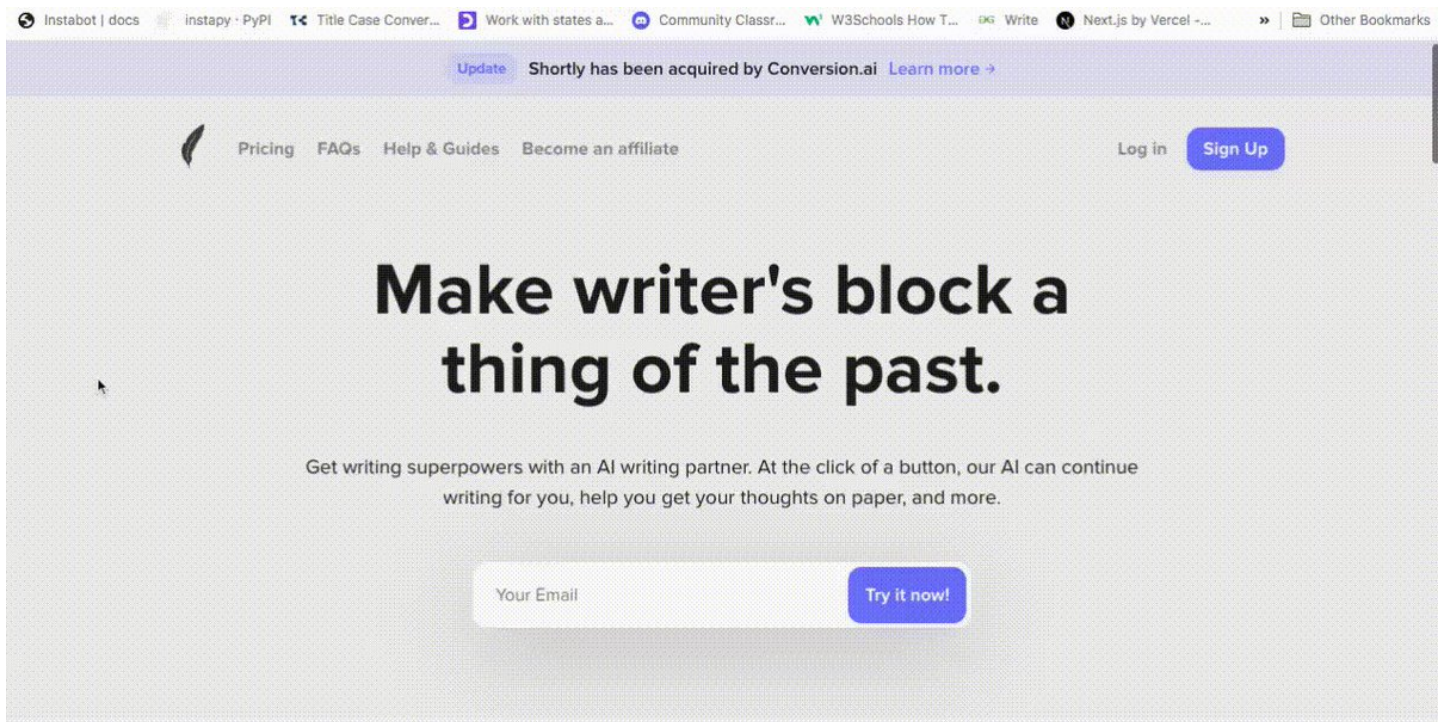 Instabot | docs instapy · PyPI Title Case Conver... Work with states a... Community Classr... W3Schools How T... Write Next.js by Vercel -... » Other Bookmarks
Update Shortly has been acquired by Conversion.ai Learn more →
Pricing FAQs Help & Guides Become an affiliate Log in Sign Up
Make writer's block a
thing of the past.
Get writing superpowers with an AI writing partner. At the click of a button, our AI can continue
writing for you, help you get your thoughts on paper, and more.
Your Email Try it now!